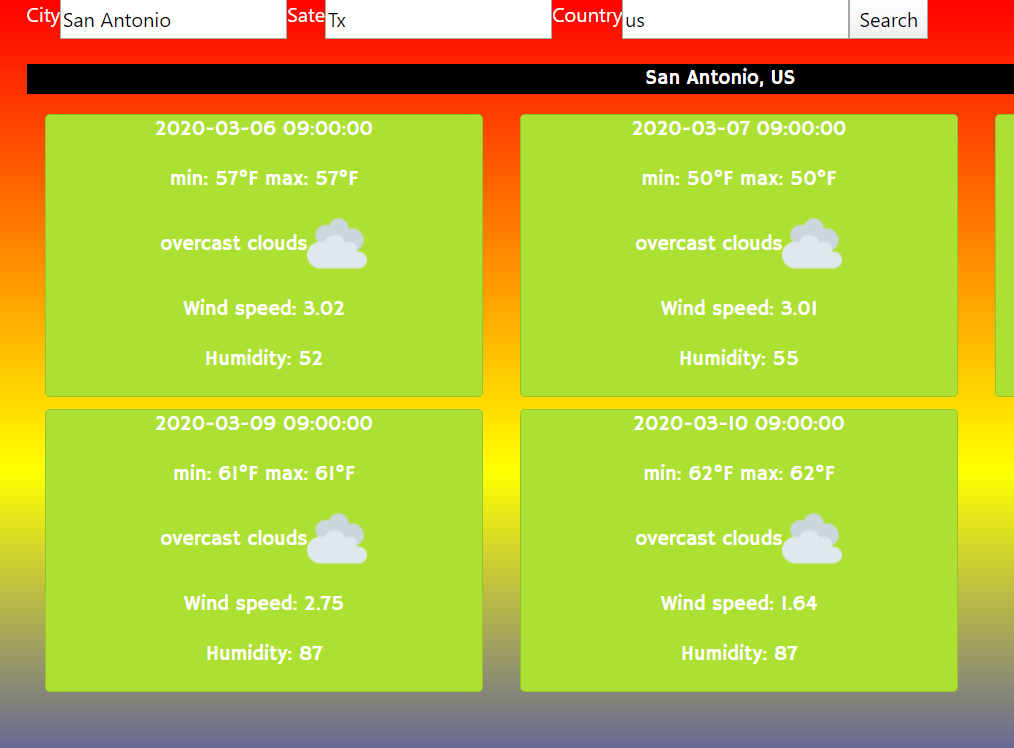 City San Antonio Sate Tx Country us Search
San Antonio, US
2020-03-06 09:00:00
min: 57°F max: 57°F
overcast clouds
Wind speed: 3.02
Humidity: 52
2020-03-07 09:00:00
min: 50°F max: 50°F
overcast clouds
Wind speed: 3.01
Humidity: 55
2020-03-09 09:00:00
min: 61°F max: 61°F
overcast clouds
Wind speed: 2.75
Humidity: 87
2020-03-10 09:00:00
min: 62°F max: 62°F
overcast clouds
Wind speed: 1.64
Humidity: 87